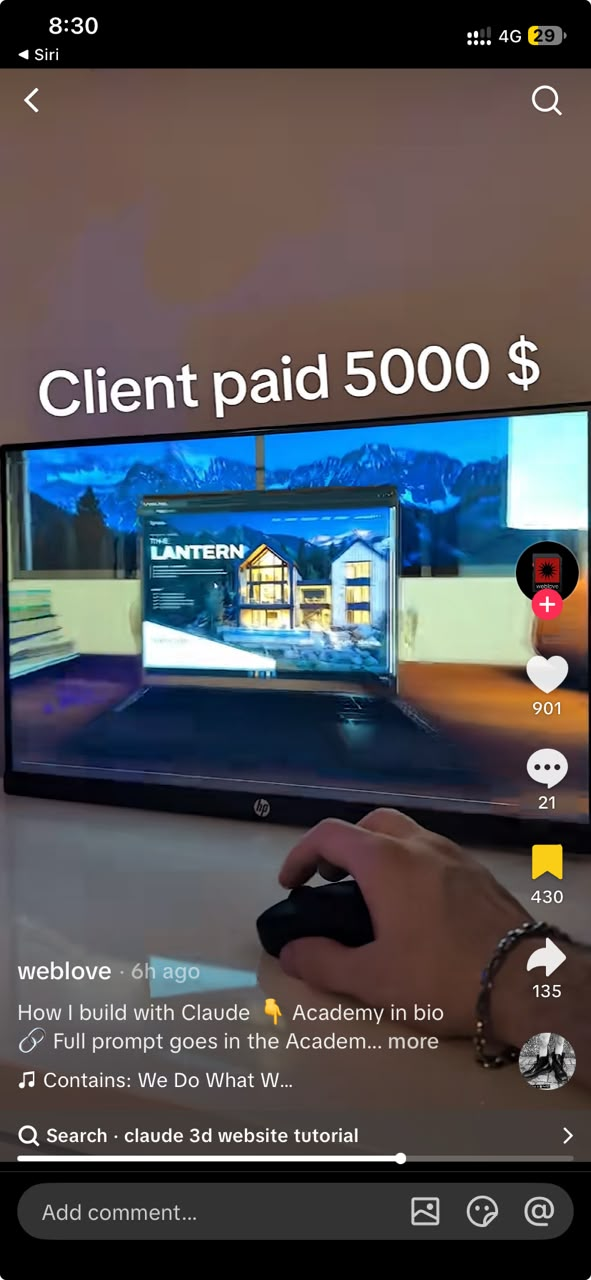 8:30
4G 29
◀ Siri
Client paid 5000 $
THE
LANTERN
hp
weblove
901
21
430
135
weblove · 6h ago
How I build with Claude 👇 Academy in bio
🔗 Full prompt goes in the Academ... more
🎵 Contains: We Do What W...
Search · claude 3d website tutorial
Add comment...